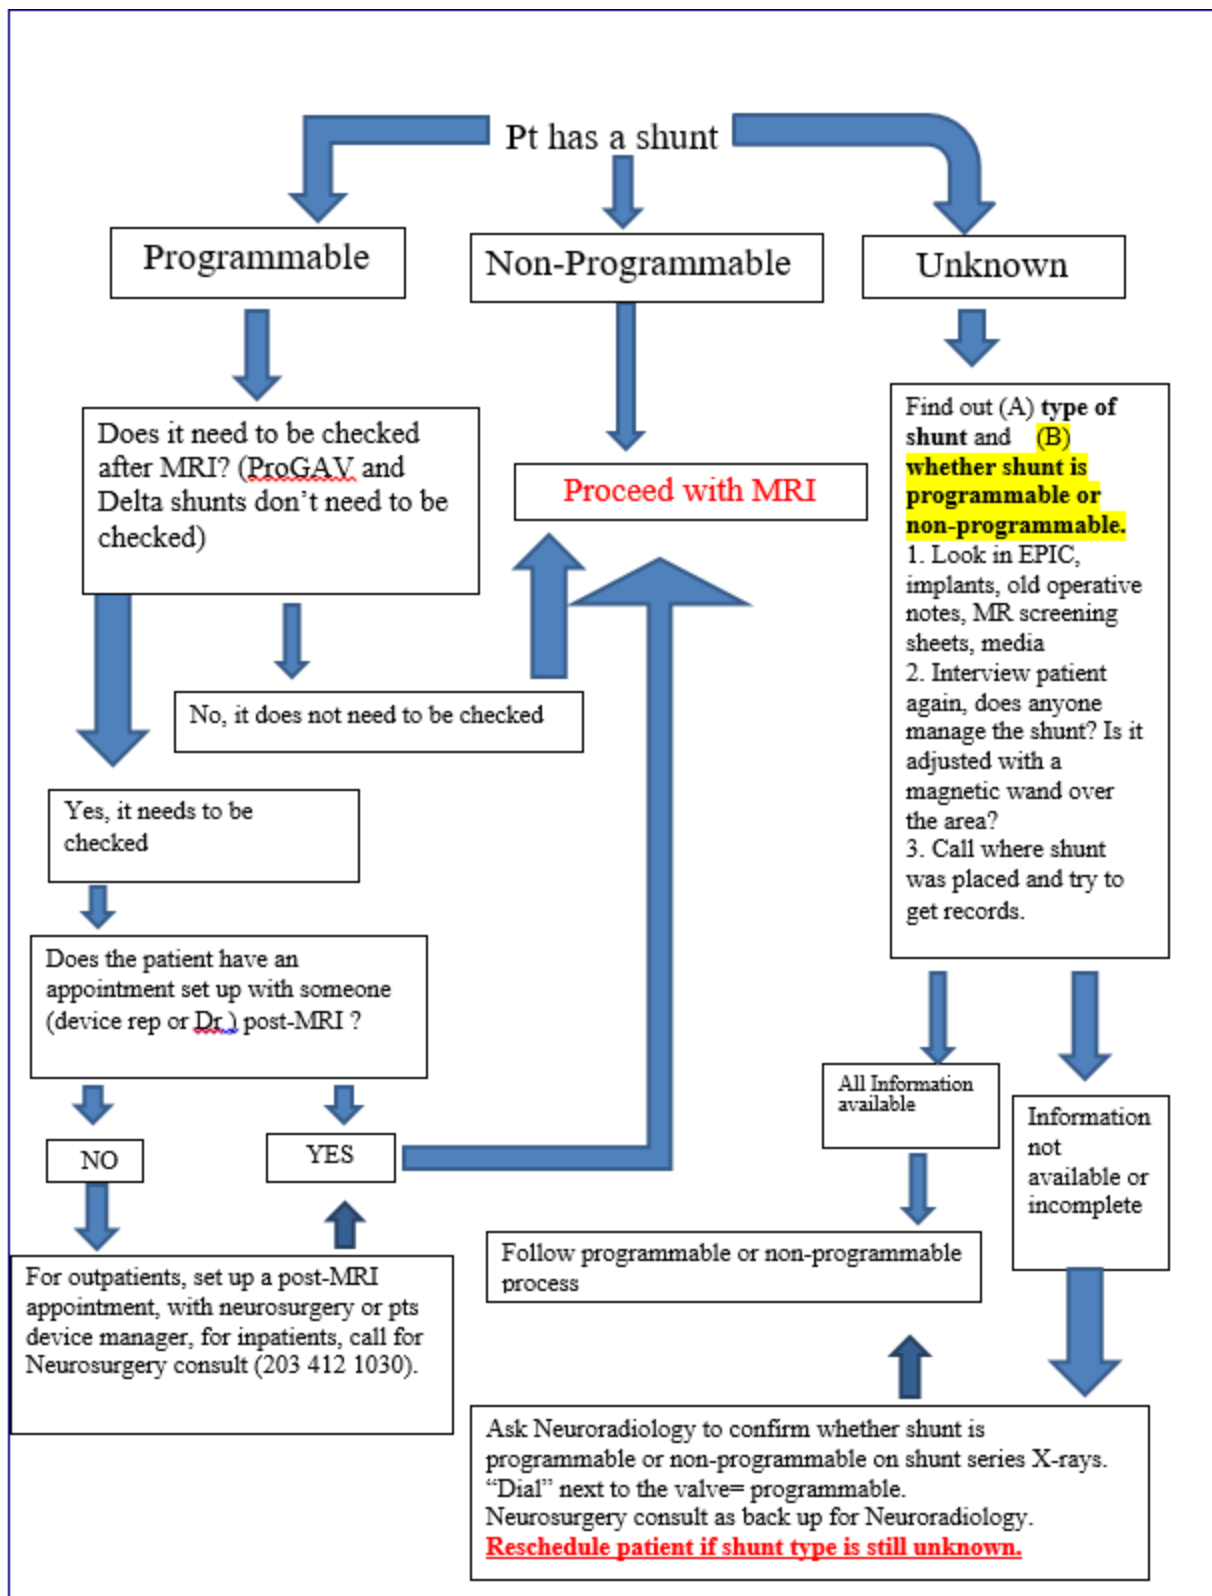 Pt has a shunt
Programmable
Non-Programmable
Unknown
Does it need to be checked
after MRI? (ProGAV and
Delta shunts don’t need to be
checked)
Proceed with MRI
Find out (A) type of
shunt and (B)
whether shunt is
programmable or
non-programmable.
1. Look in EPIC,
implants, old operative
notes, MR screening
sheets, media
2. Interview patient
again, does anyone
manage the shunt? Is it
adjusted with a
magnetic wand over
the area?
3. Call where shunt
was placed and try to
get records.
No, it does not need to be checked
Yes, it needs to be
checked
Does the patient have an
appointment set up with someone
(device rep or Dr.) post-MRI ?
NO
YES
All Information
available
Information
not
available or
incomplete
Follow programmable or non-programmable
process
For outpatients, set up a post-MRI
appointment, with neurosurgery or pts
device manager, for inpatients, call for
Neurosurgery consult (203 412 1030).
Ask Neuroradiology to confirm whether shunt is
programmable or non-programmable on shunt series X-rays.
“Dial” next to the valve= programmable.
Neurosurgery consult as back up for Neuroradiology.
Reschedule patient if shunt type is still unknown.